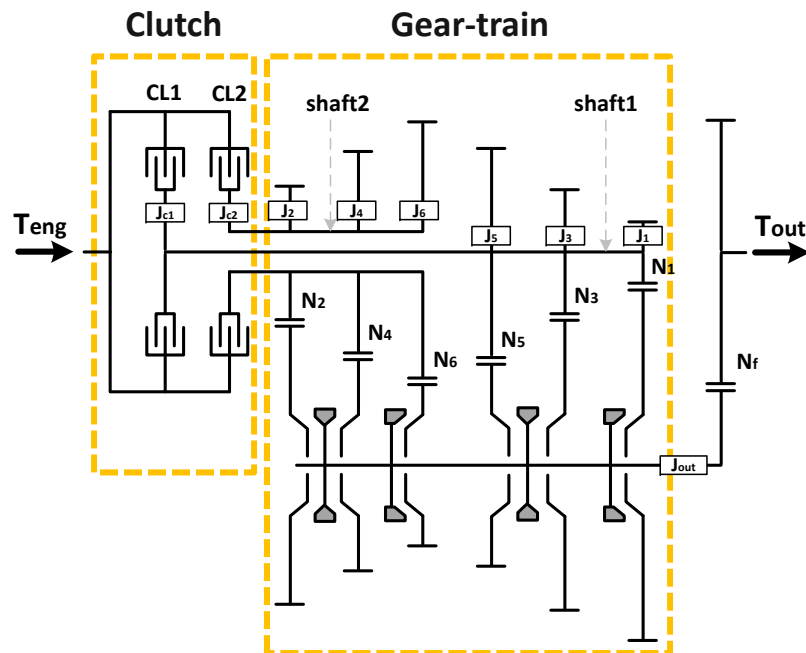 Clutch Gear-train
CL1 CL2
shaft2 shaft1
Teng Jc1 Jc2 J2 J4 J6 J5 J3 J1 Tout
N2 N4 N6 N5 N3 N1 Nf
Jout